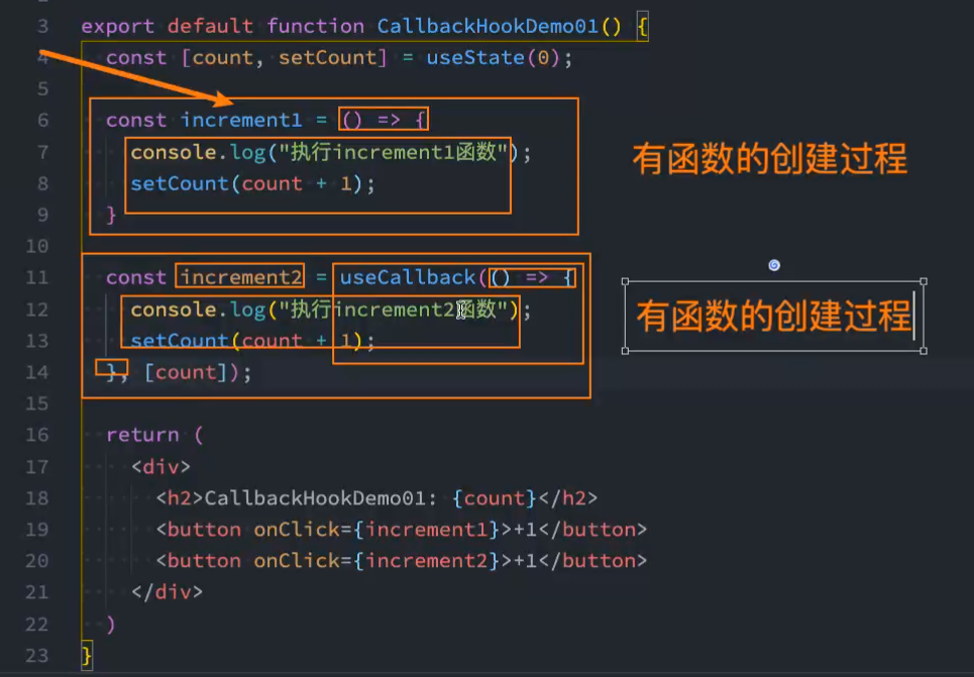 3 export default function CallbackHookDemo01() {
4 const [count, setCount] = useState(0);
5
6 const increment1 = () => {
7 console.log("执行increment1函数");
8 setCount(count + 1);
9 }
有函数的创建过程
10
11 const increment2 = useCallback(() => {
12 console.log("执行increment2函数");
13 setCount(count + 1);
14 }, [count]);
有函数的创建过程
15
16 return (
17 <div>
18 <h2>CallbackHookDemo01: {count}</h2>
19 <button onClick={increment1}>+1</button>
20 <button onClick={increment2}>+1</button>
21 </div>
22 )
23 }